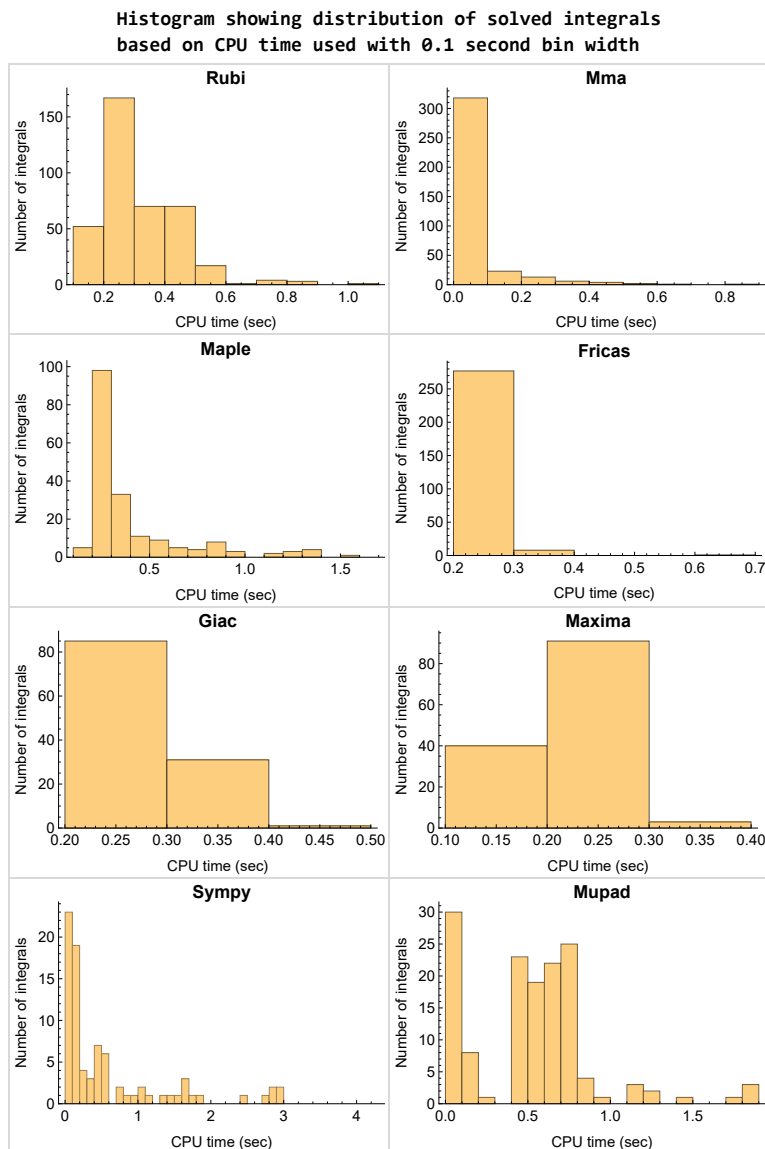 Histogram showing distribution of solved integrals
based on CPU time used with 0.1 second bin width
Rubi
Number of integrals
150
100
50
0
0.2 0.4 0.6 0.8 1.0
CPU time (sec)
Mma
Number of integrals
300
250
200
150
100
50
0
0.0 0.2 0.4 0.6 0.8
CPU time (sec)
Maple
Number of integrals
100
80
60
40
20
0
0.5 1.0 1.5
CPU time (sec)
Fricas
Number of integrals
250
200
150
100
50
0
0.2 0.3 0.4 0.5 0.6 0.7
CPU time (sec)
Giac
Number of integrals
80
60
40
20
0
0.20 0.25 0.30 0.35 0.40 0.45 0.50
CPU time (sec)
Maxima
Number of integrals
80
60
40
20
0
0.10 0.15 0.20 0.25 0.30 0.35 0.40
CPU time (sec)
Sympy
Number of integrals
20
15
10
5
0
0 1 2 3 4
CPU time (sec)
Mupad
Number of integrals
30
25
20
15
10
5
0
0.0 0.5 1.0 1.5
CPU time (sec)